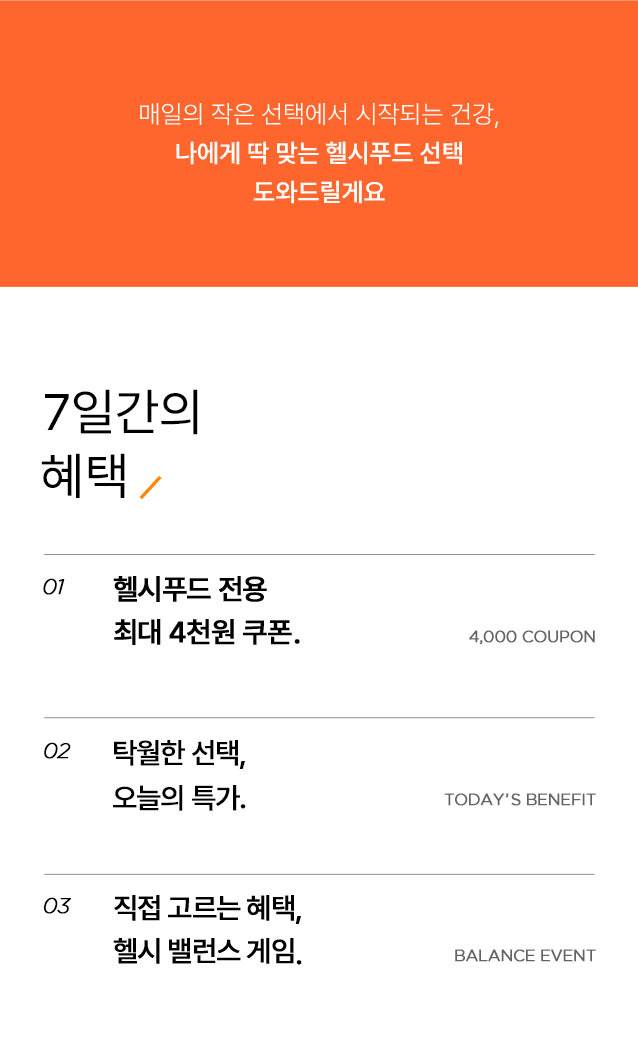 매일의 작은 선택에서 시작되는 건강,
나에게 딱 맞는 헬시푸드 선택
도와드릴게요
7일간의
혜택
01
헬시푸드 전용
최대 4천원 쿠폰.
4,000 COUPON
02
탁월한 선택,
오늘의 특가.
TODAY'S BENEFIT
03
직접 고르는 혜택,
헬시 밸런스 게임.
BALANCE EVENT